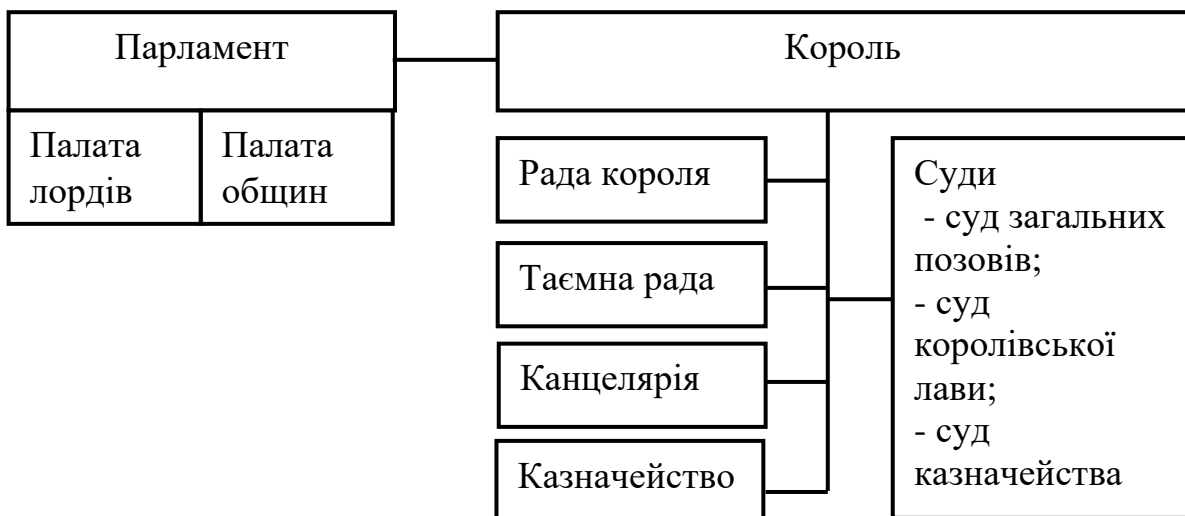 Парламент
Король
Палата
лордів
Палата
общин
Рада короля
Таємна рада
Канцелярія
Казначейство
Суди
- суд загальних
позовів;
- суд
королівської
лави;
- суд
казначейства